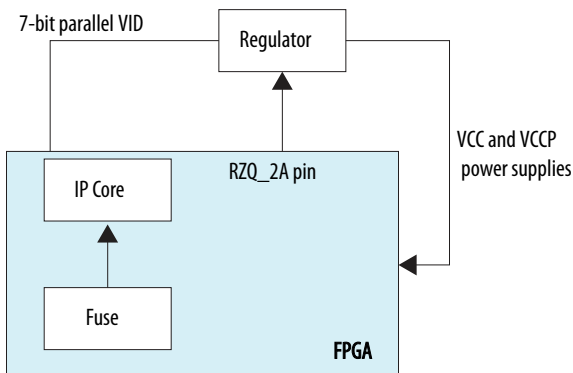 7-bit parallel VID
Regulator
VCC and VCCP
power supplies
RZQ_2A pin
IP Core
Fuse
FPGA